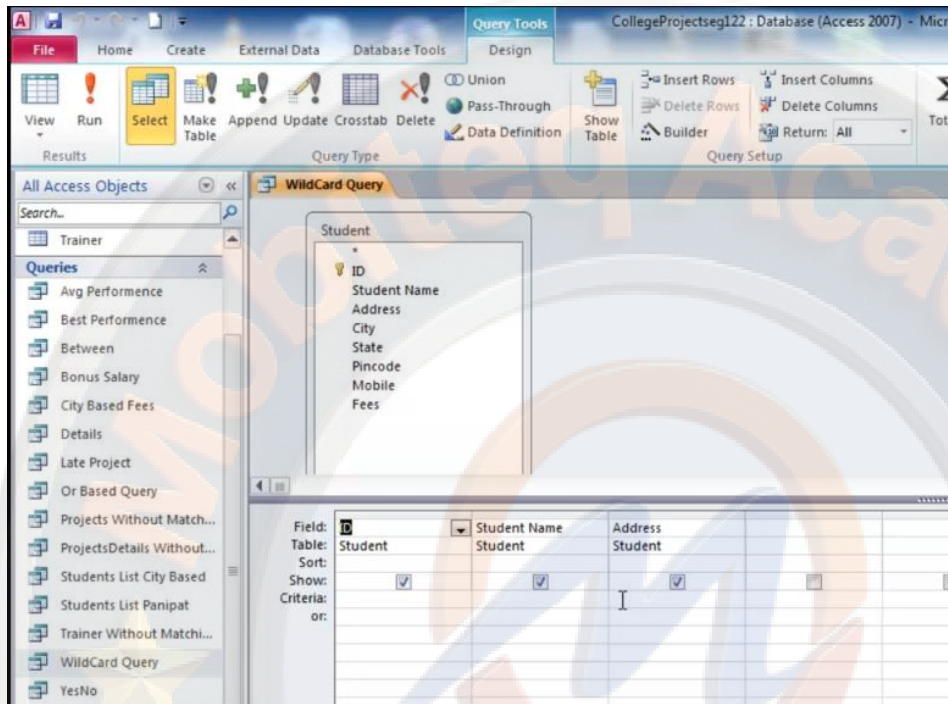 A
Query Tools
CollegeProjectseg122 : Database (Access 2007) - Micr
File Home Create External Data Database Tools Design
View Run Select Make Table Append Update Crosstab Delete
Union
Pass-Through
Data Definition
Show Table
Insert Rows
Delete Rows
Builder
Insert Columns
Delete Columns
Return: All
Tot
Results Query Type Query Setup
All Access Objects
WildCard Query
Search...
Trainer
Queries
Avg Performence
Best Performence
Between
Bonus Salary
City Based Fees
Details
Late Project
Or Based Query
Projects Without Match...
ProjectsDetails Without...
Students List City Based
Students List Panipat
Trainer Without Matchi...
WildCard Query
YesNo
Student
*
ID
Student Name
Address
City
State
Pincode
Mobile
Fees
Field: ID Student Name Address
Table: Student Student Student
Sort:
Show:
Criteria:
or:
Mobiteq Aca